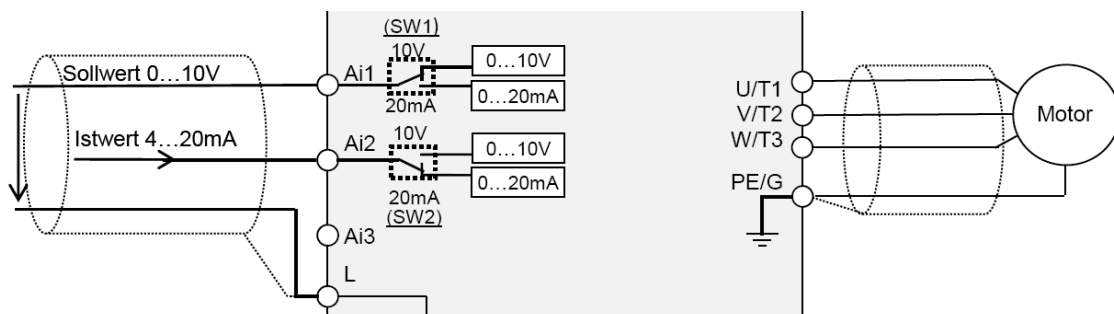 (SW1)
10V
Sollwert 0…10V
Ai1
0…10V
20mA
0…20mA
U/T1
V/T2
W/T3
Motor
Istwert 4…20mA
Ai2
10V
0…10V
20mA
(SW2)
0…20mA
PE/G
Ai3
L